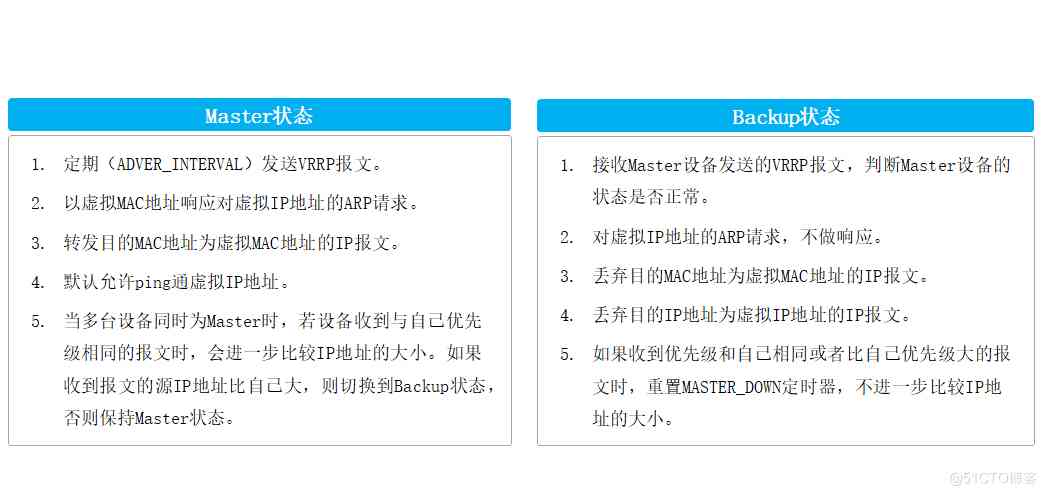 Master状态
1. 定期（ADVER_INTERVAL）发送VRRP报文。
2. 以虚拟MAC地址响应对虚拟IP地址的ARP请求。
3. 转发目的MAC地址为虚拟MAC地址的IP报文。
4. 默认允许ping通虚拟IP地址。
5. 当多台设备同时为Master时，若设备收到与自己优先
级相同的报文时，会进一步比较IP地址的大小。如果
收到报文的源IP地址比自己大，则切换到Backup状态，
否则保持Master状态。
Backup状态
1. 接收Master设备发送的VRRP报文，判断Master设备的
状态是否正常。
2. 对虚拟IP地址的ARP请求，不做响应。
3. 丢弃目的MAC地址为虚拟MAC地址的IP报文。
4. 丢弃目的IP地址为虚拟IP地址的IP报文。
5. 如果收到优先级和自己相同或者比自己优先级大的报
文时，重置MASTER_DOWN定时器，不进一步比较IP地
址的大小。
@51CTO博客